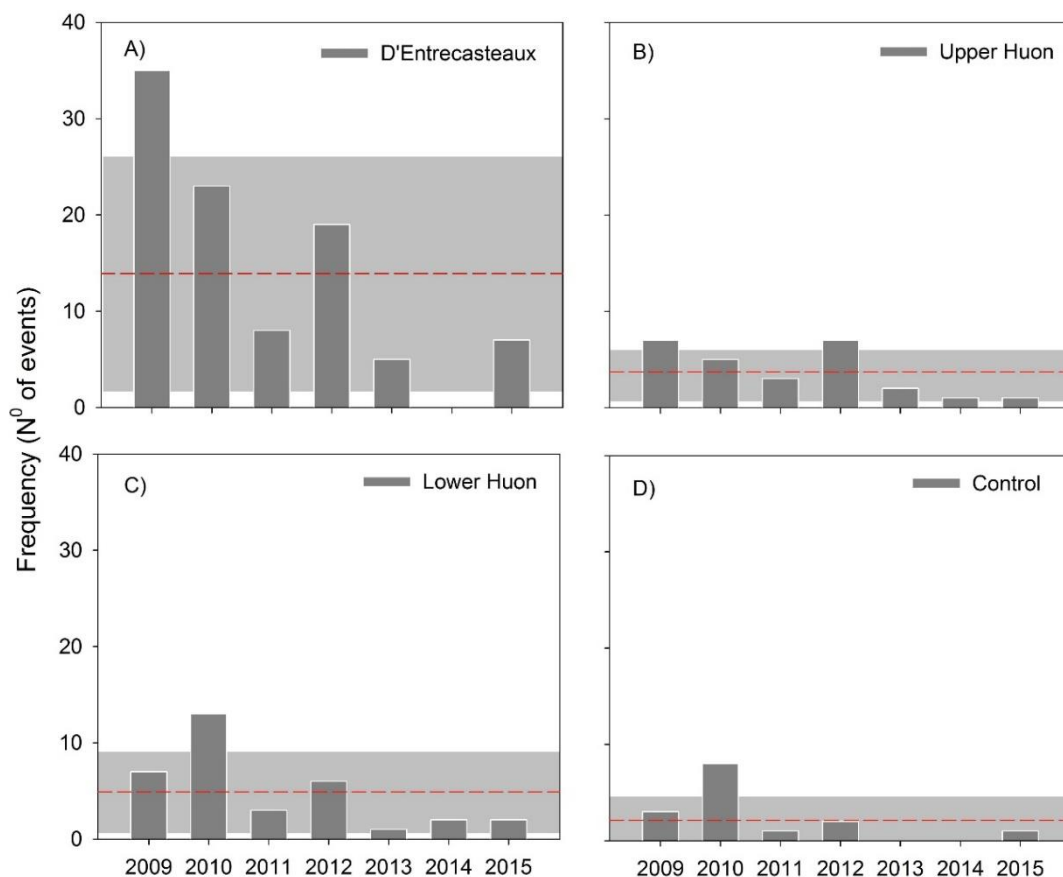 A)
D'Entrecasteaux
B)
Upper Huon
40
30
20
10
0
C)
Lower Huon
D)
Control
40
30
20
10
0
Frequency (N⁰ of events)
2009 2010 2011 2012 2013 2014 2015
2009 2010 2011 2012 2013 2014 2015